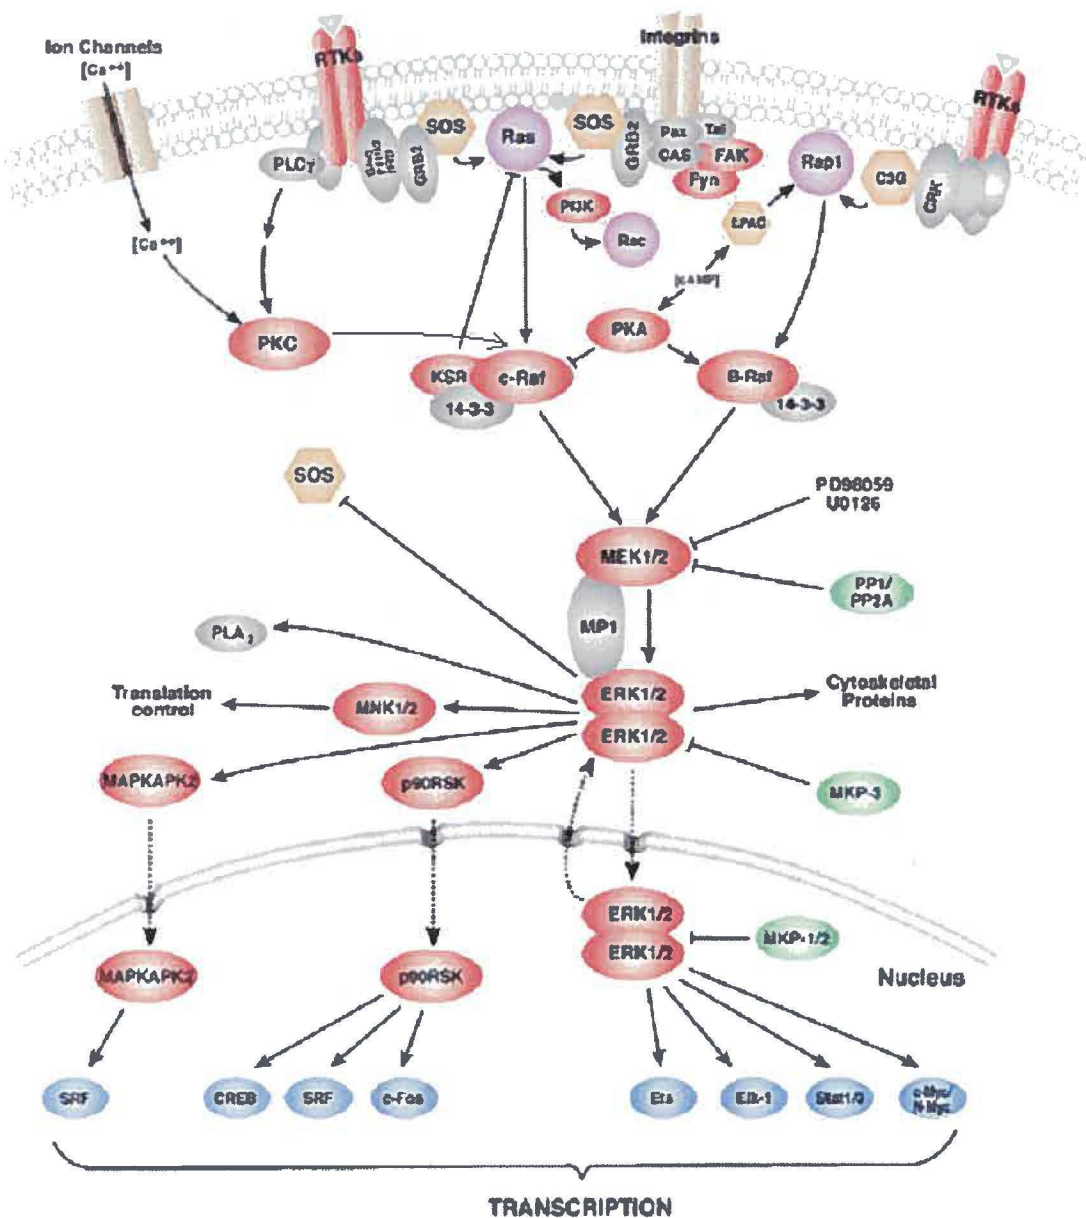 Ion Channels
[Ca++]
RTKs
Integrins
RTKs
SOS
Ras
SOS
GRB2
GRB2
Pax
Tal
CAS
FAK
Fyn
Rap1
C3G
CRK
PLCγ
PI3K
Rac
EPAC
[cAMP]
[Ca++]
PKC
PKA
KSR
c-Raf
14-3-3
B-Raf
14-3-3
SOS
PD98059
U0126
MEK1/2
PP1/
PP2A
MP1
PLA2
ERK1/2
ERK1/2
Translation
control
MNK1/2
Cytoskeletal
Proteins
MAPKAPK2
p90RSK
MKP-3
ERK1/2
ERK1/2
MKP-1/2
MAPKAPK2
p90RSK
Nucleus
SRF
CREB
SRF
c-Fos
Ets
Elk-1
Stat1/3
c-Myc/
N-Myc
TRANSCRIPTION